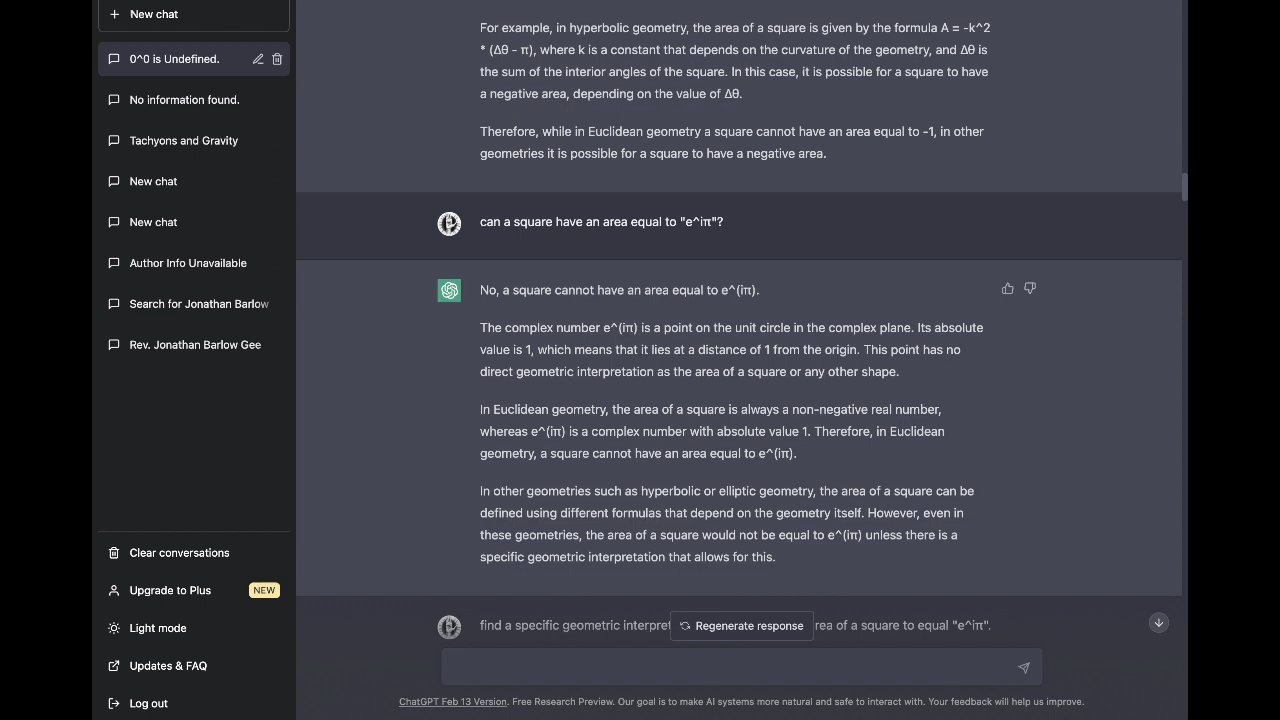 New chat
0^0 is Undefined.
No information found.
Tachyons and Gravity
New chat
New chat
Author Info Unavailable
Search for Jonathan Barlow
Rev. Jonathan Barlow Gee
Clear conversations
Upgrade to Plus NEW
Light mode
Updates & FAQ
Log out
For example, in hyperbolic geometry, the area of a square is given by the formula A = -k^2
* (Δθ - π), where k is a constant that depends on the curvature of the geometry, and Δθ is
the sum of the interior angles of the square. In this case, it is possible for a square to have
a negative area, depending on the value of Δθ.
Therefore, while in Euclidean geometry a square cannot have an area equal to -1, in other
geometries it is possible for a square to have a negative area.
can a square have an area equal to "e^iπ"?
No, a square cannot have an area equal to e^(iπ).
The complex number e^(iπ) is a point on the unit circle in the complex plane. Its absolute
value is 1, which means that it lies at a distance of 1 from the origin. This point has no
direct geometric interpretation as the area of a square or any other shape.
In Euclidean geometry, the area of a square is always a non-negative real number,
whereas e^(iπ) is a complex number with absolute value 1. Therefore, in Euclidean
geometry, a square cannot have an area equal to e^(iπ).
In other geometries such as hyperbolic or elliptic geometry, the area of a square can be
defined using different formulas that depend on the geometry itself. However, even in
these geometries, the area of a square would not be equal to e^(iπ) unless there is a
specific geometric interpretation that allows for this.
find a specific geometric interpret Regenerate response rea of a square to equal "e^iπ".
ChatGPT Feb 13 Version. Free Research Preview. Our goal is to make AI systems more natural and safe to interact with. Your feedback will help us improve.